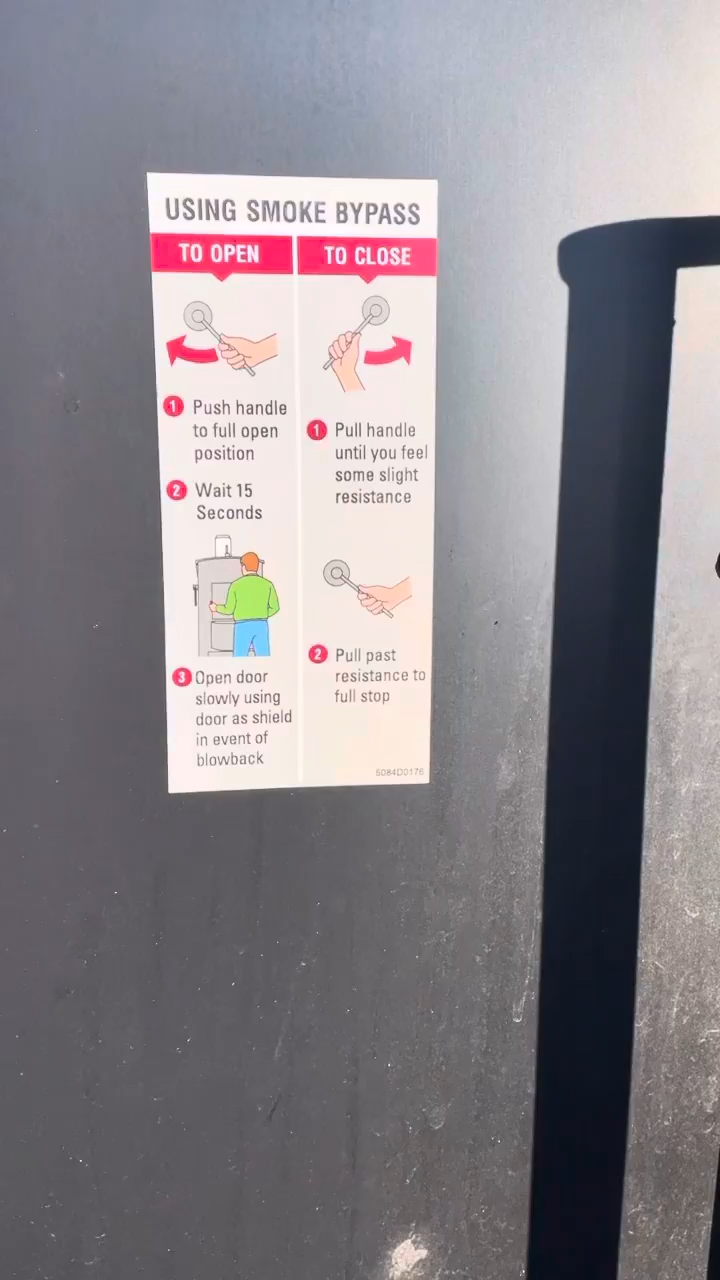 USING SMOKE BYPASS
TO OPEN
1 Push handle
to full open
position
2 Wait 15
Seconds
3 Open door
slowly using
door as shield
in event of
blowback
TO CLOSE
1 Pull handle
until you feel
some slight
resistance
2 Pull past
resistance to
full stop
5084D0176